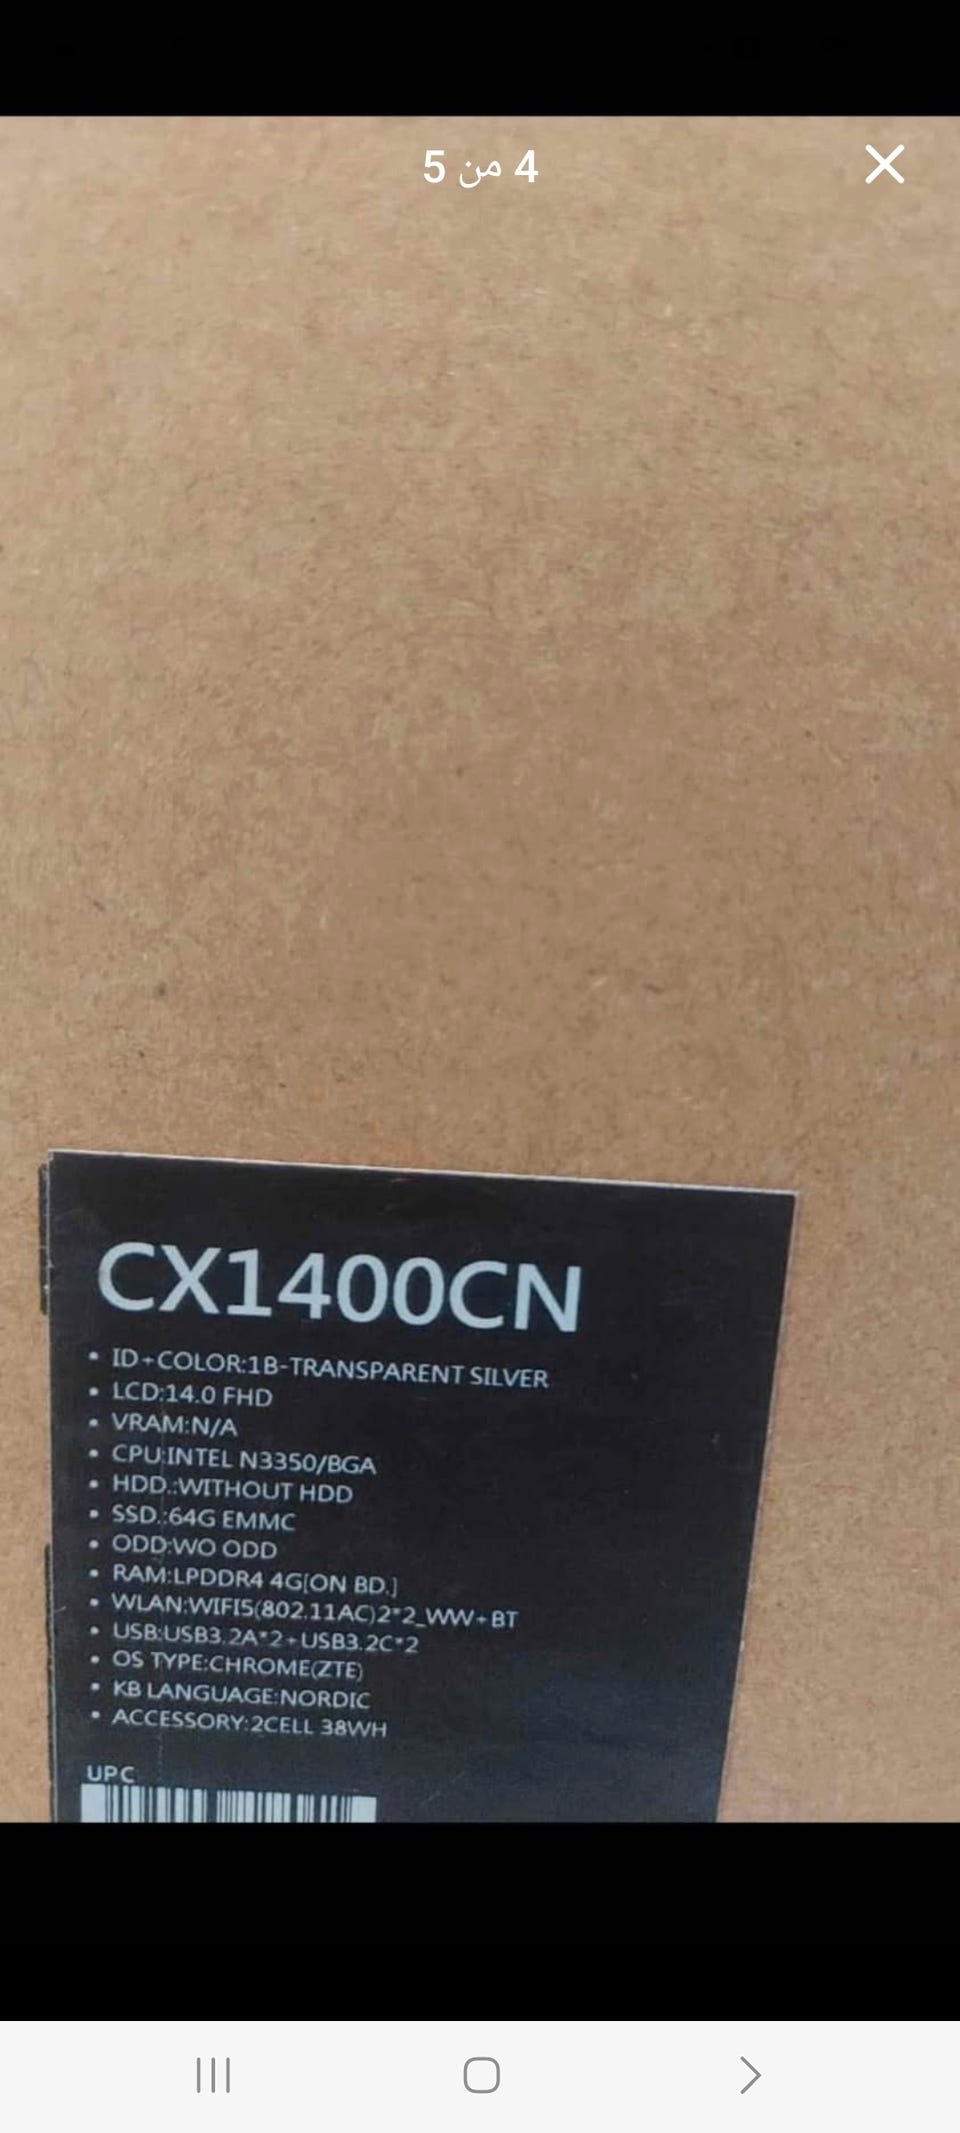 4 من 5
CX1400CN
• ID+COLOR:1B-TRANSPARENT SILVER
• LCD:14.0 FHD
• VRAM:N/A
• CPU:INTEL N3350/BGA
• HDD.:WITHOUT HDD
• SSD.:64G EMMC
• ODD:WO ODD
• RAM:LPDDR4 4G[ON BD.]
• WLAN:WIFI5(802.11AC)2*2_WW+BT
• USB:USB3.2A*2+USB3.2C*2
• OS TYPE:CHROME(ZTE)
• KB LANGUAGE:NORDIC
• ACCESSORY:2CELL 38WH
UPC